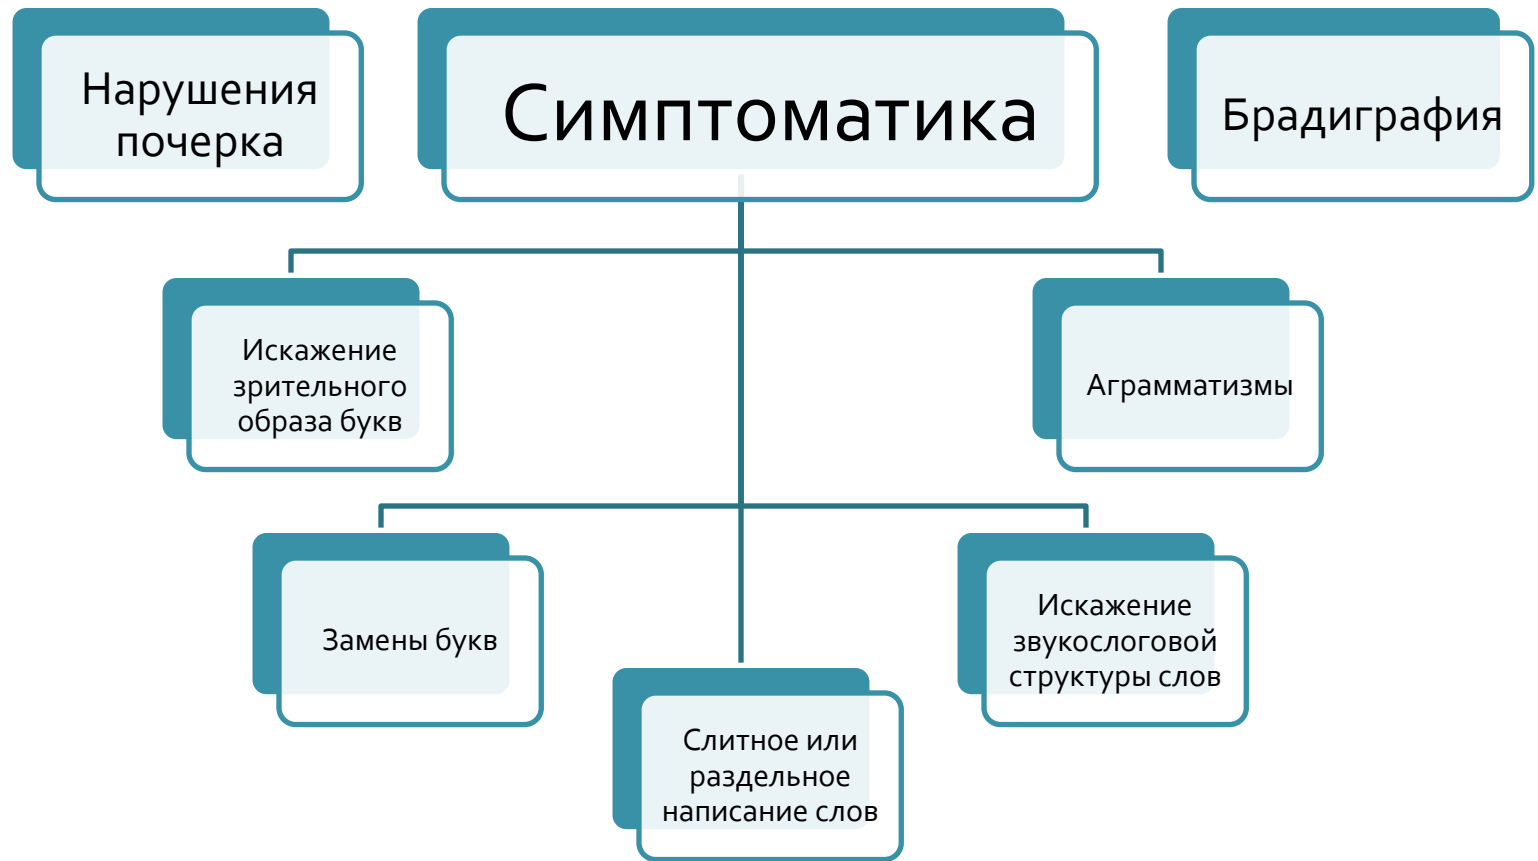 Нарушения
почерка
Симптоматика
Брадиграфия
Искажение
зрительного
образа букв
Аграмматизмы
Замены букв
Слитное или
раздельное
написание слов
Искажение
звукослоговой
структуры слов